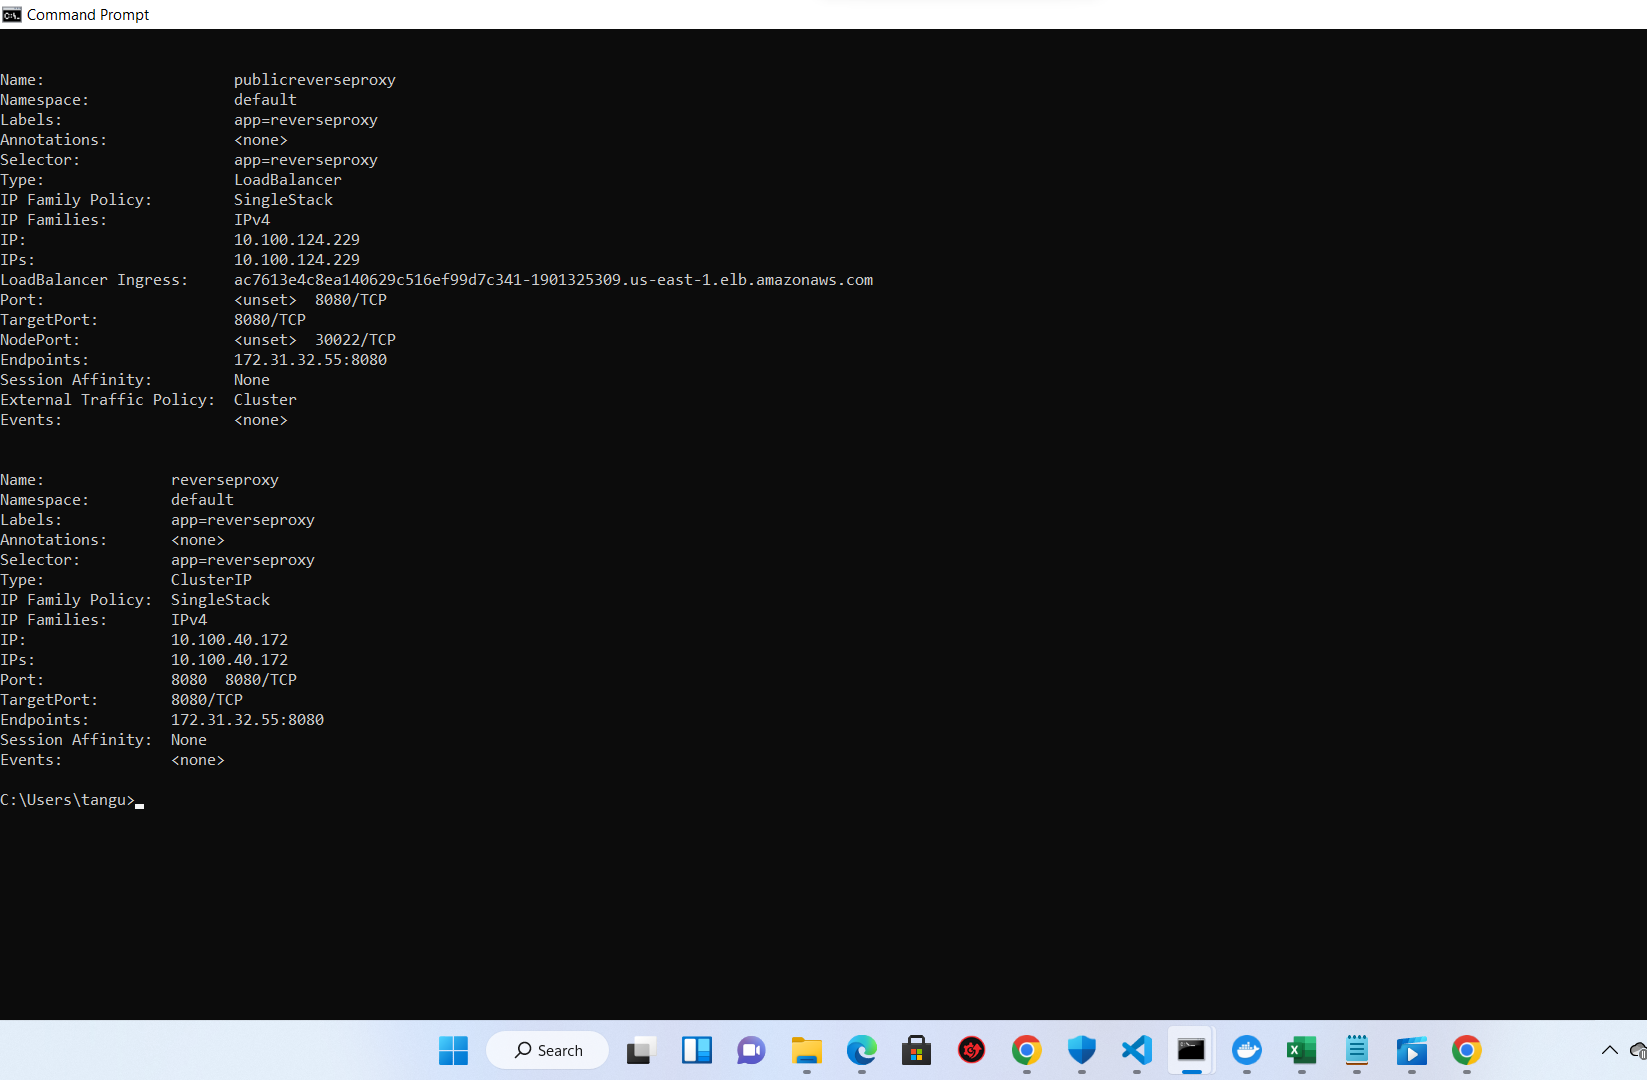 Command Prompt
Name: publicreverseproxy
Namespace: default
Labels: app=reverseproxy
Annotations: <none>
Selector: app=reverseproxy
Type: LoadBalancer
IP Family Policy: SingleStack
IP Families: IPv4
IP: 10.100.124.229
IPs: 10.100.124.229
LoadBalancer Ingress: ac7613e4c8ea140629c516ef99d7c341-1901325309.us-east-1.elb.amazonaws.com
Port: <unset> 8080/TCP
TargetPort: 8080/TCP
NodePort: <unset> 30022/TCP
Endpoints: 172.31.32.55:8080
Session Affinity: None
External Traffic Policy: Cluster
Events: <none>
Name: reverseproxy
Namespace: default
Labels: app=reverseproxy
Annotations: <none>
Selector: app=reverseproxy
Type: ClusterIP
IP Family Policy: SingleStack
IP Families: IPv4
IP: 10.100.40.172
IPs: 10.100.40.172
Port: 8080 8080/TCP
TargetPort: 8080/TCP
Endpoints: 172.31.32.55:8080
Session Affinity: None
Events: <none>
C:\Users\tangu>
Search